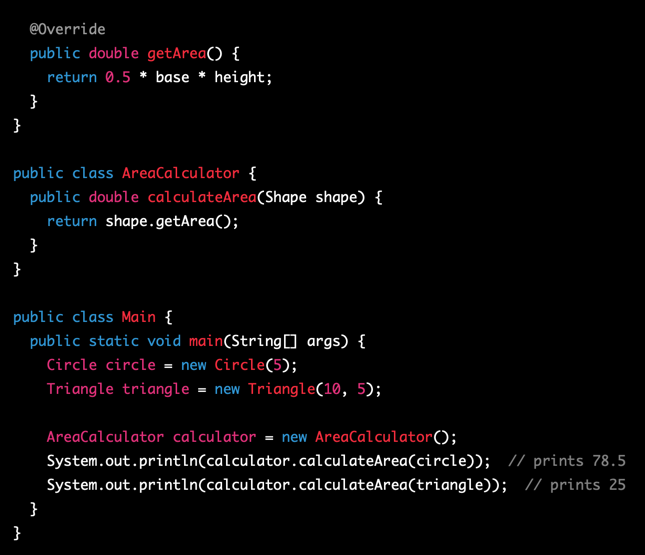 @Override
public double getArea() {
return 0.5 * base * height;
}
}
public class AreaCalculator {
public double calculateArea(Shape shape) {
return shape.getArea();
}
}
public class Main {
public static void main(String[] args) {
Circle circle = new Circle(5);
Triangle triangle = new Triangle(10, 5);
AreaCalculator calculator = new AreaCalculator();
System.out.println(calculator.calculateArea(circle));  // prints 78.5
System.out.println(calculator.calculateArea(triangle));  // prints 25
}
}